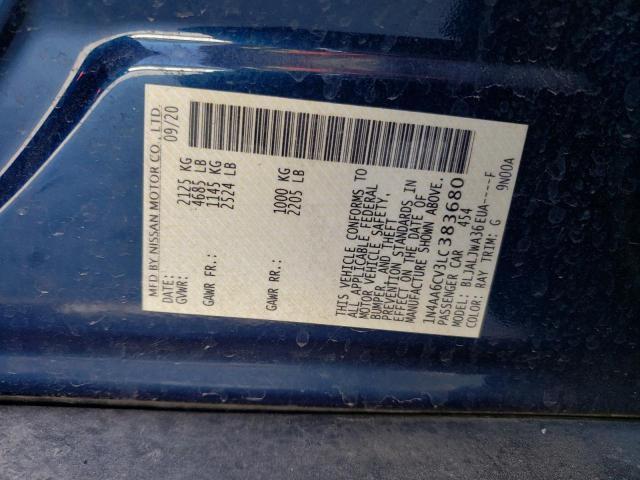 MFD BY NISSAN MOTOR CO., LTD.
DATE: 09/20
GVWR: 2125 KG
4685 LB
GAWR FR: 1145 KG
2524 LB
GAWR RR: 1000 KG
2205 LB
THIS VEHICLE CONFORMS TO
ALL APPLICABLE FEDERAL
MOTOR VEHICLE SAFETY,
BUMPER, AND THEFT
PREVENTION STANDARDS IN
EFFECT ON THE DATE OF
MANUFACTURE SHOWN ABOVE.
1N4AA6CV3LC383680
PASSENGER CAR 454
MODEL: BLJALJWA36EUA-----F
COLOR: RAY TRIM: G 9N00A